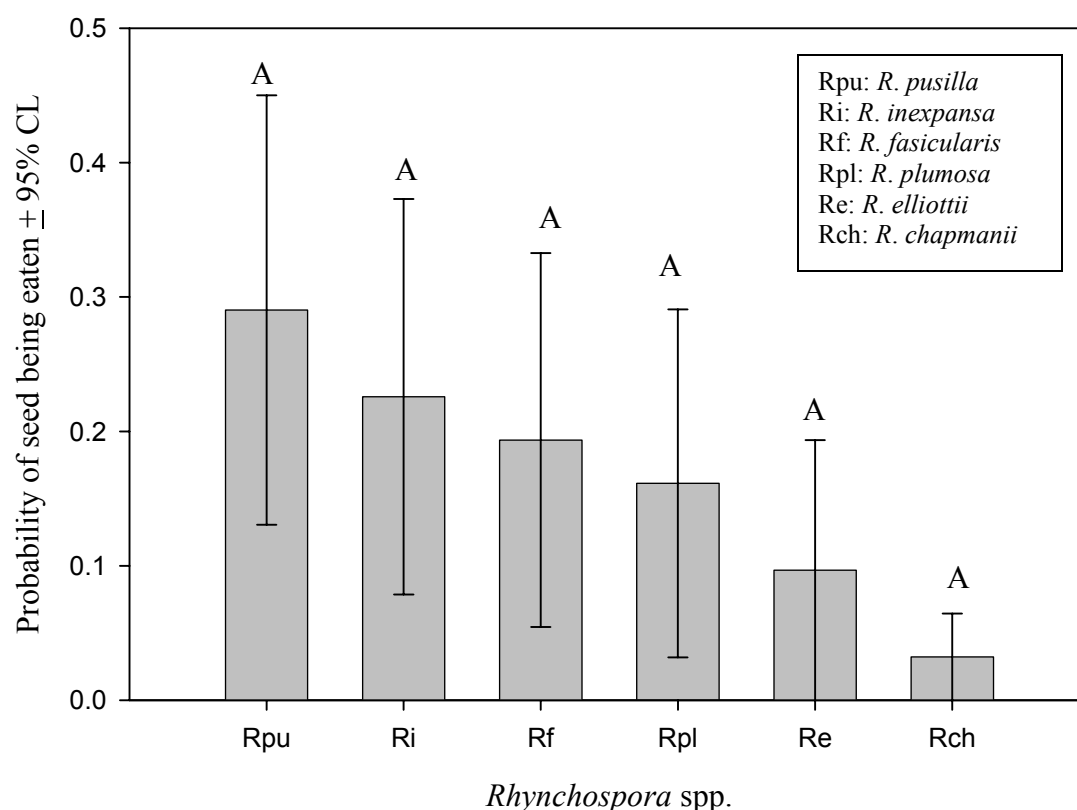 Probability of seed being eaten ± 95% CL
0.5
0.4
0.3
0.2
0.1
0.0
A
A
A
A
A
A
Rpu: R. pusilla
Ri: R. inexpansa
Rf: R. fasicularis
Rpl: R. plumosa
Re: R. elliottii
Rch: R. chapmanii
Rpu Ri Rf Rpl Re Rch
Rhynchospora spp.